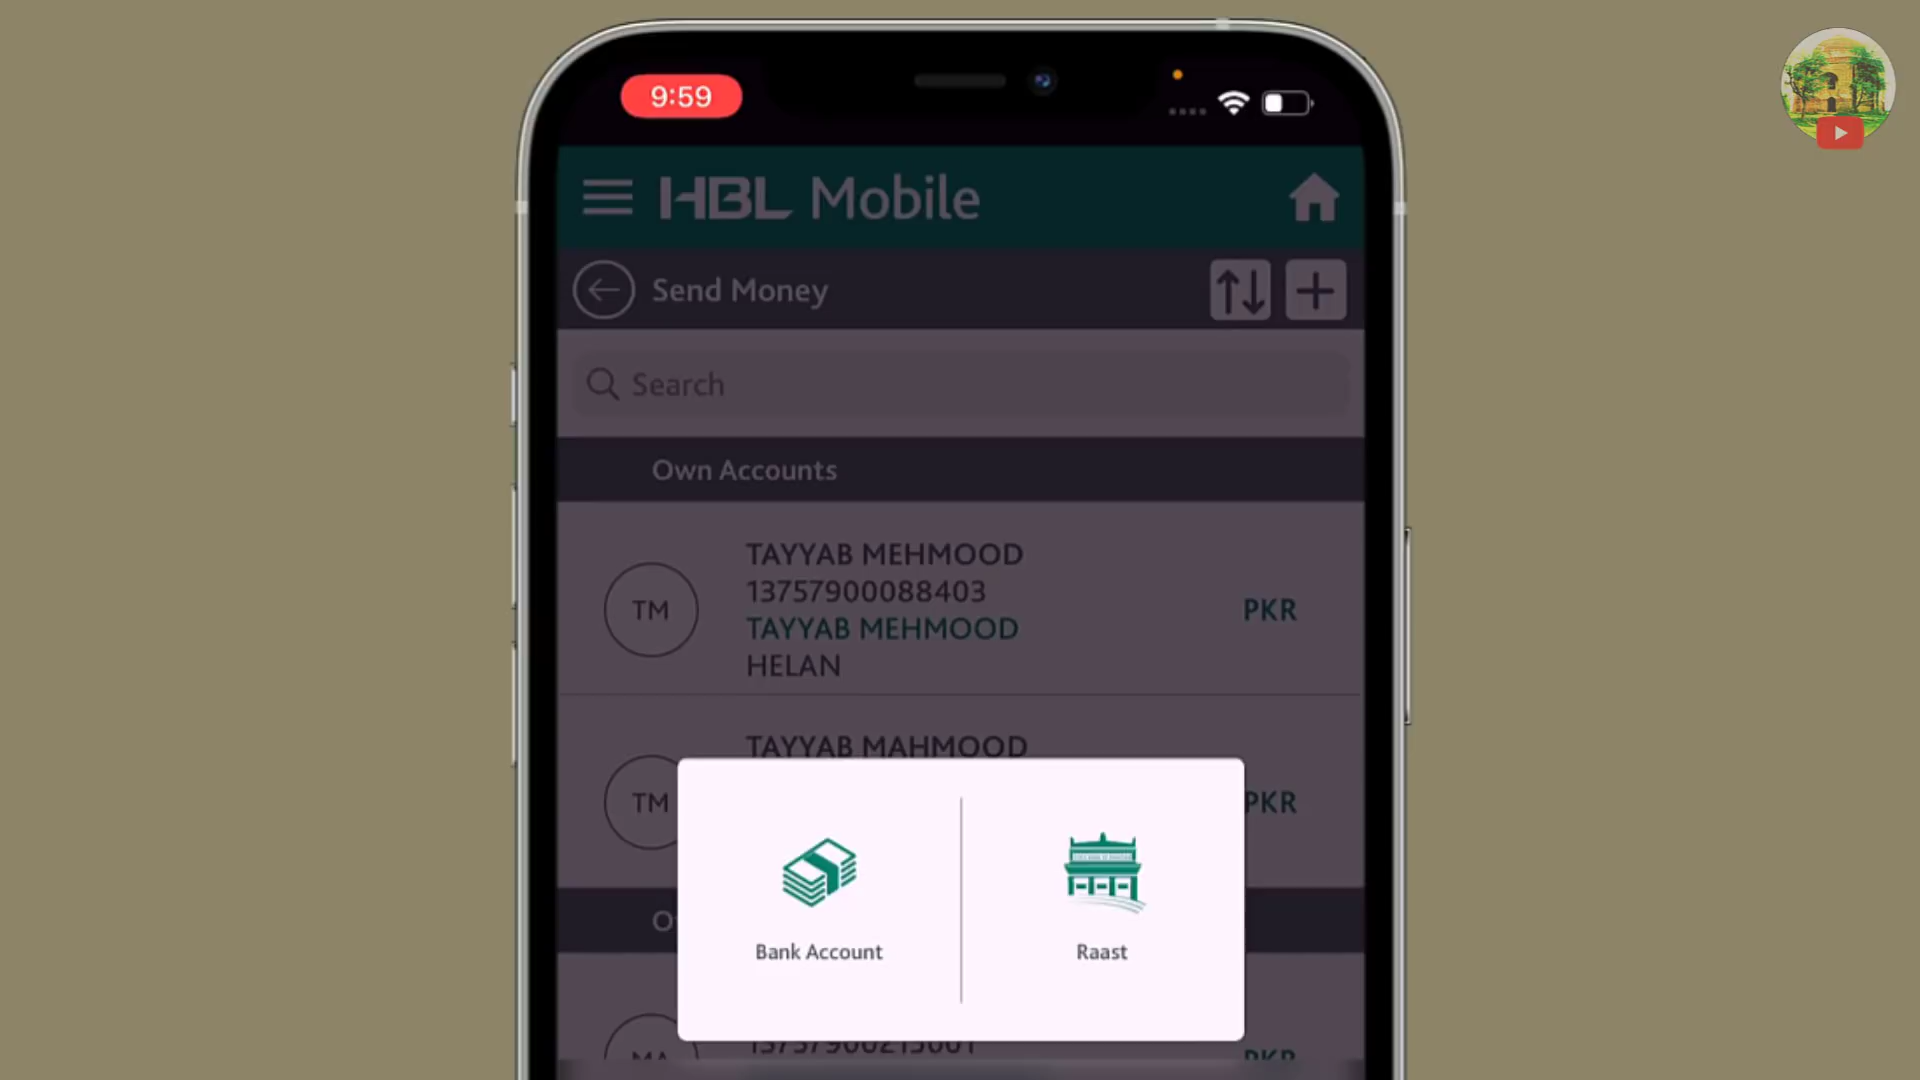 9:59
HBL Mobile
Send Money
Search
Own Accounts
TAYYAB MEHMOOD
13757900088403
TM
PKR
TAYYAB MEHMOOD
HELAN
TAYYAB MAHMOOD
TM
PKR
Bank Account
Raast
PKR